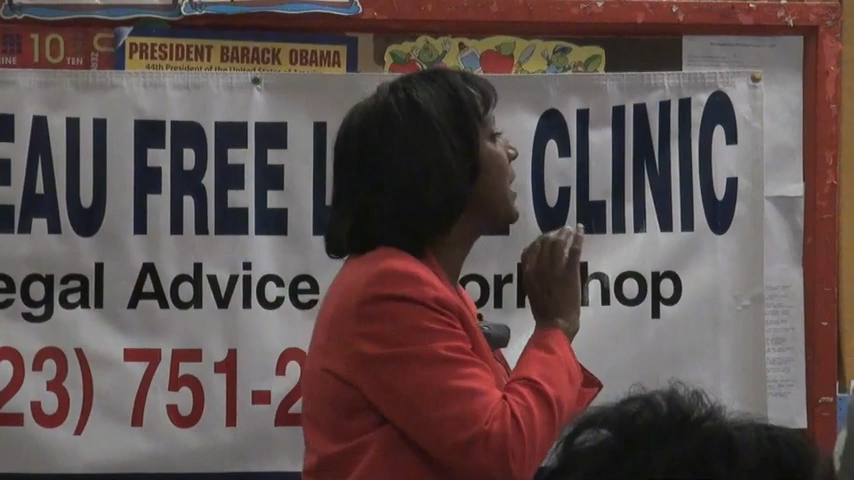 10
TEN
PRESIDENT BARACK OBAMA
44th President of the United States of
EAU FREE L CLINIC
egal Advice orkshop
23) 751-2